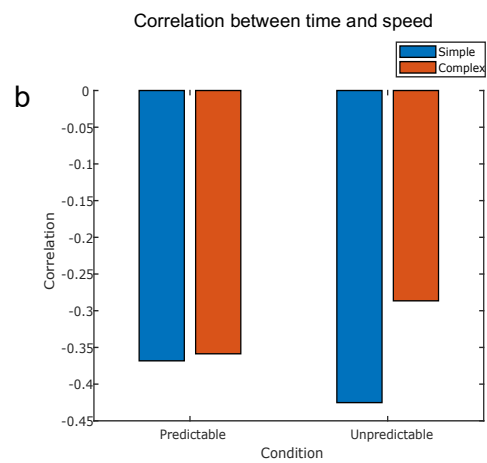 Correlation between time and speed
Simple
Complex
b
0
-0.05
-0.1
-0.15
-0.2
-0.25
-0.3
-0.35
-0.4
-0.45
Correlation
Predictable
Unpredictable
Condition